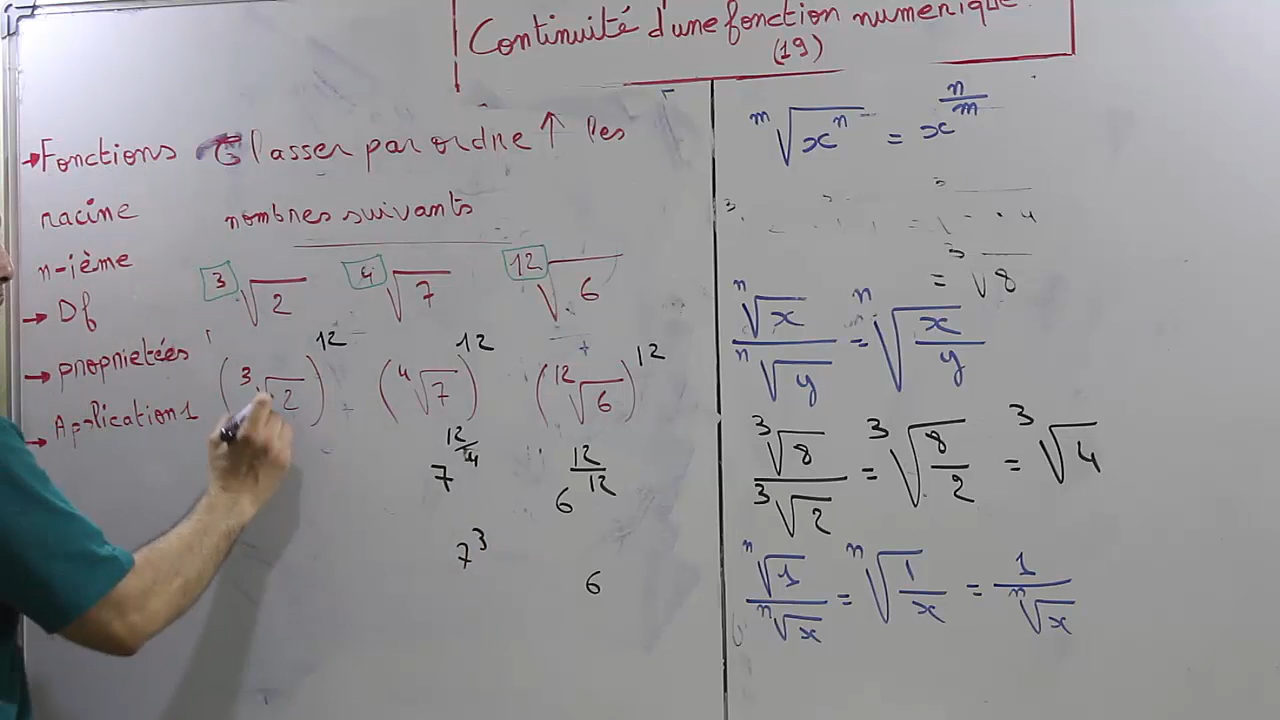 Continuité d'une fonction numerique
(19)
→ Fonctions
racine
n-ième
→ Df
→ proprietées
→ Application 1
Classer par ordre ↑ les
nombres suivants
³√2 ⁴√7 ¹²√6
(³√2)¹² (⁴√7)¹² (¹²√6)¹²
7^(12/4) 6^(12/12)
7³ 6
ᵐ√(xⁿ) = x^(n/m)
= ³√8
ⁿ√x / ⁿ√y = ⁿ√(x/y)
³√8 / ³√2 = ³√(8/2) = ³√4
ⁿ√1 / ⁿ√x = ⁿ√(1/x) = 1 / ⁿ√x